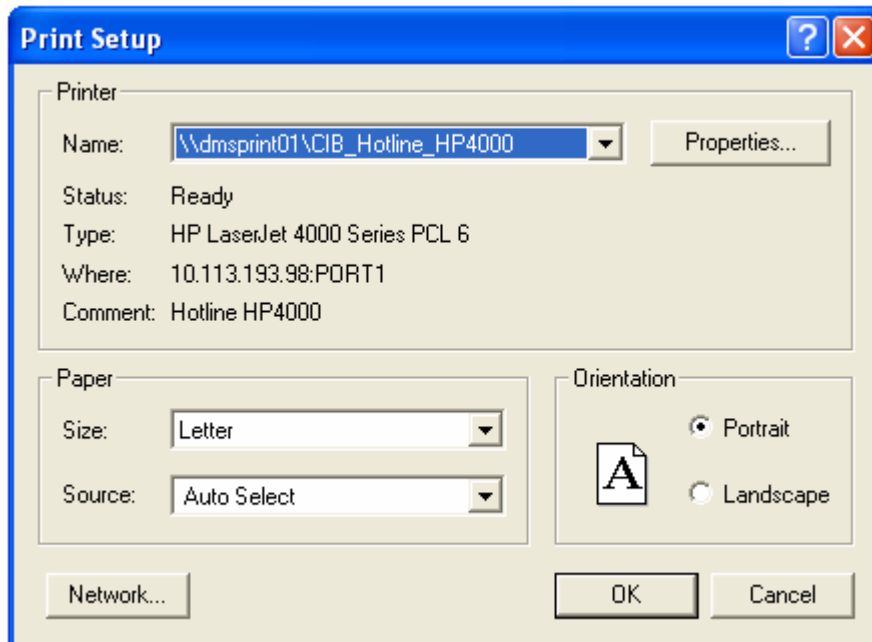 Print Setup
?
Printer
Name: \\dmsprint01\CIB_Hotline_HP4000 Properties...
Status: Ready
Type: HP LaserJet 4000 Series PCL 6
Where: 10.113.193.98:PORT1
Comment: Hotline HP4000
Paper
Size: Letter
Source: Auto Select
Orientation
A
Portrait
Landscape
Network...
OK
Cancel